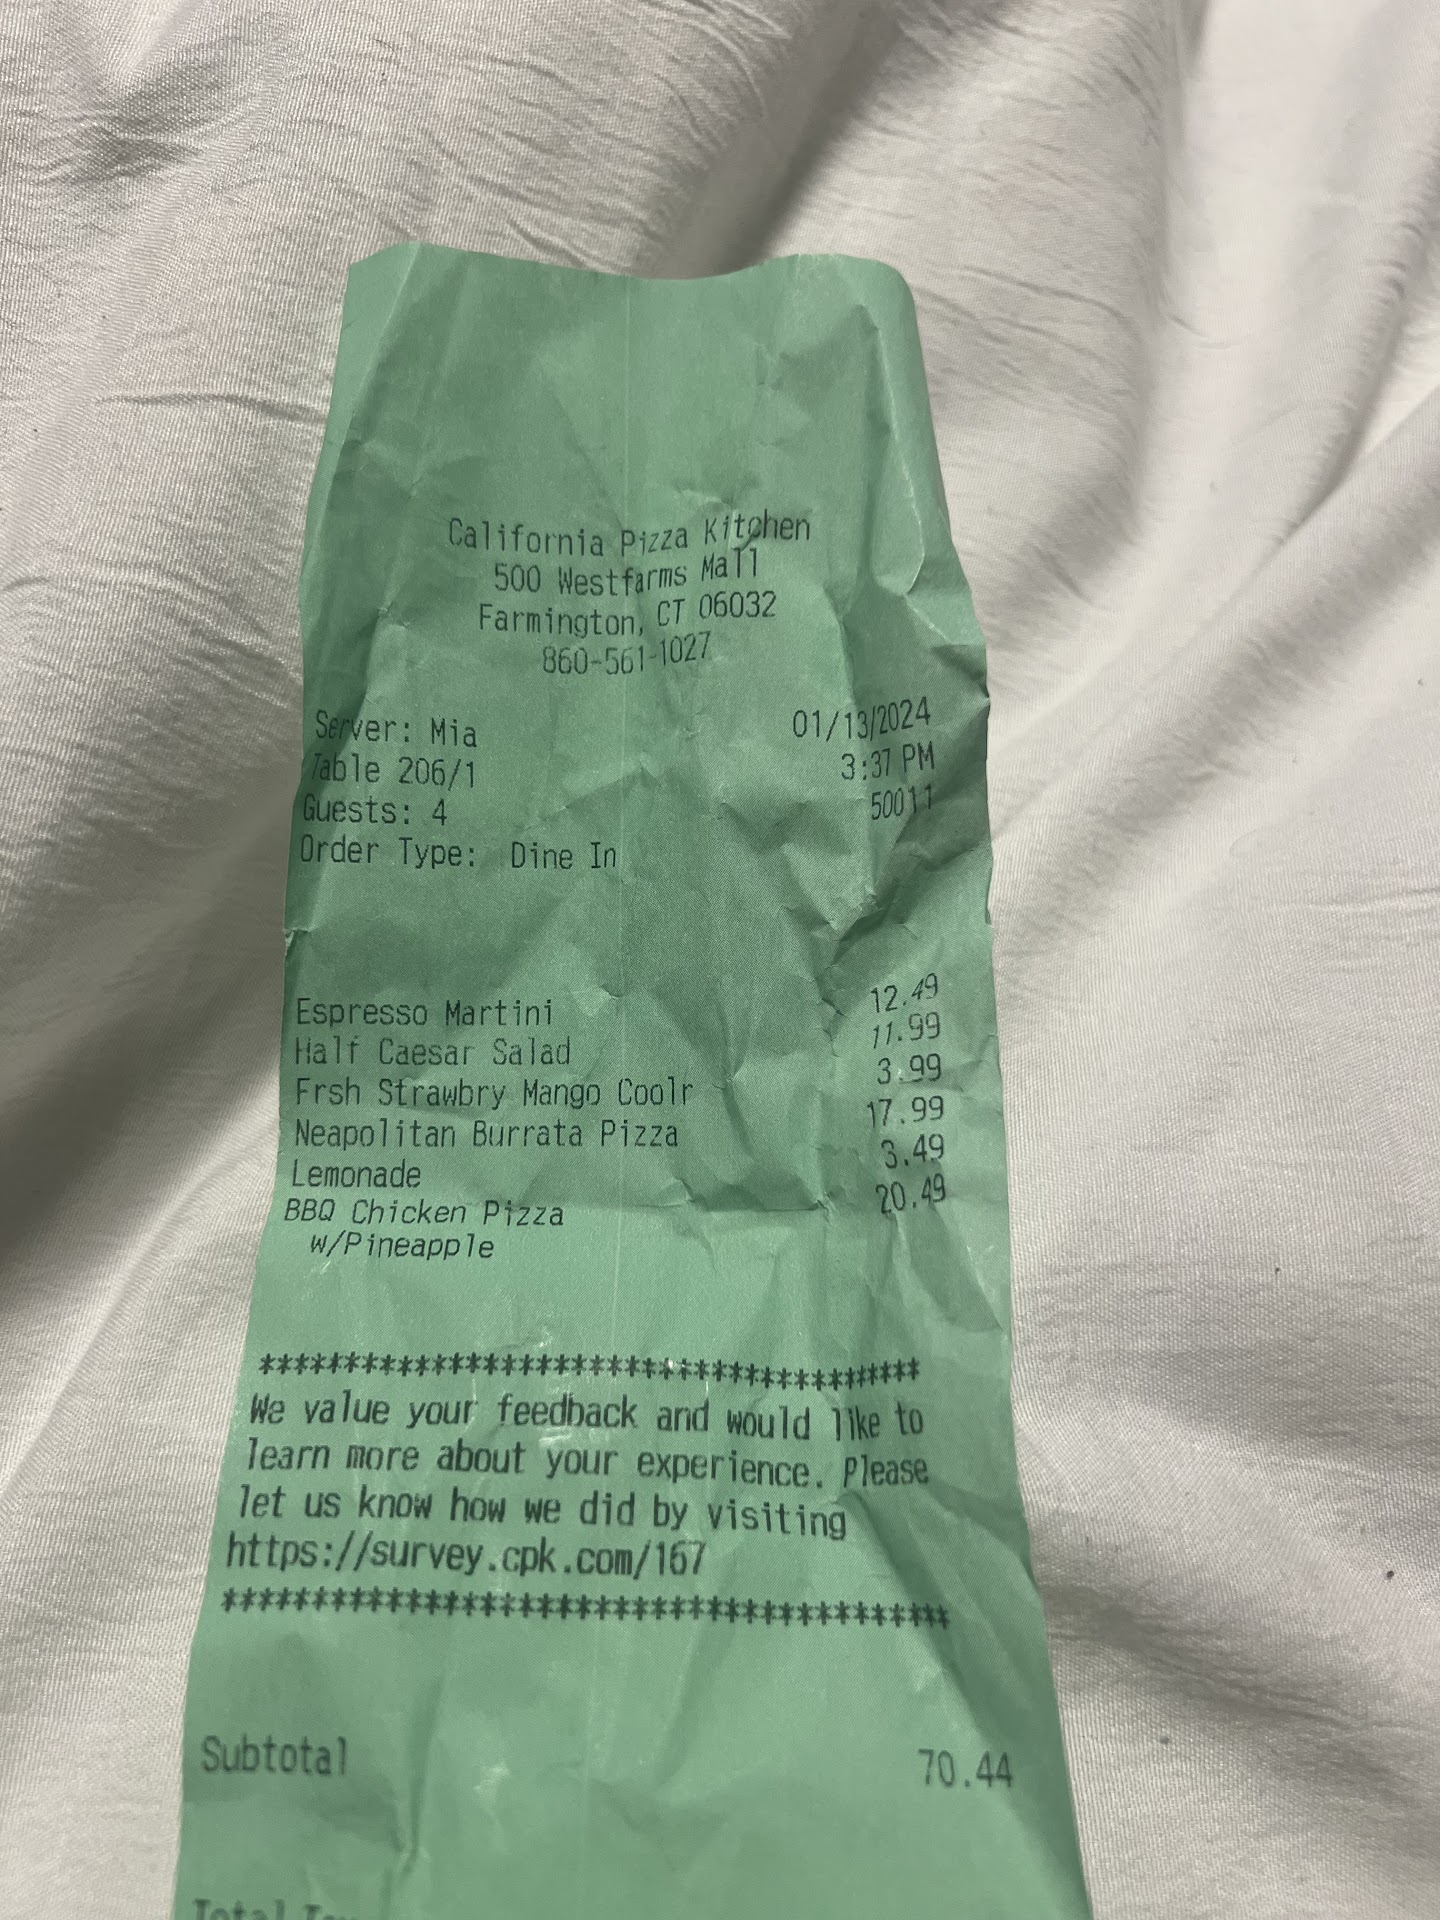 California Pizza Kitchen
500 Westfarms Mall
Farmington, CT 06032
860-561-1027
Server: Mia 01/13/2024
Table 206/1 3:37 PM
Guests: 4 50011
Order Type: Dine In
Espresso Martini 12.49
Half Caesar Salad 11.99
Frsh Strawbry Mango Coolr 3.99
Neapolitan Burrata Pizza 17.99
Lemonade 3.49
BBQ Chicken Pizza 20.49
w/Pineapple
****************************************
We value your feedback and would like to
learn more about your experience. Please
let us know how we did by visiting
https://survey.cpk.com/167
****************************************
Subtotal 70.44
Total Tax